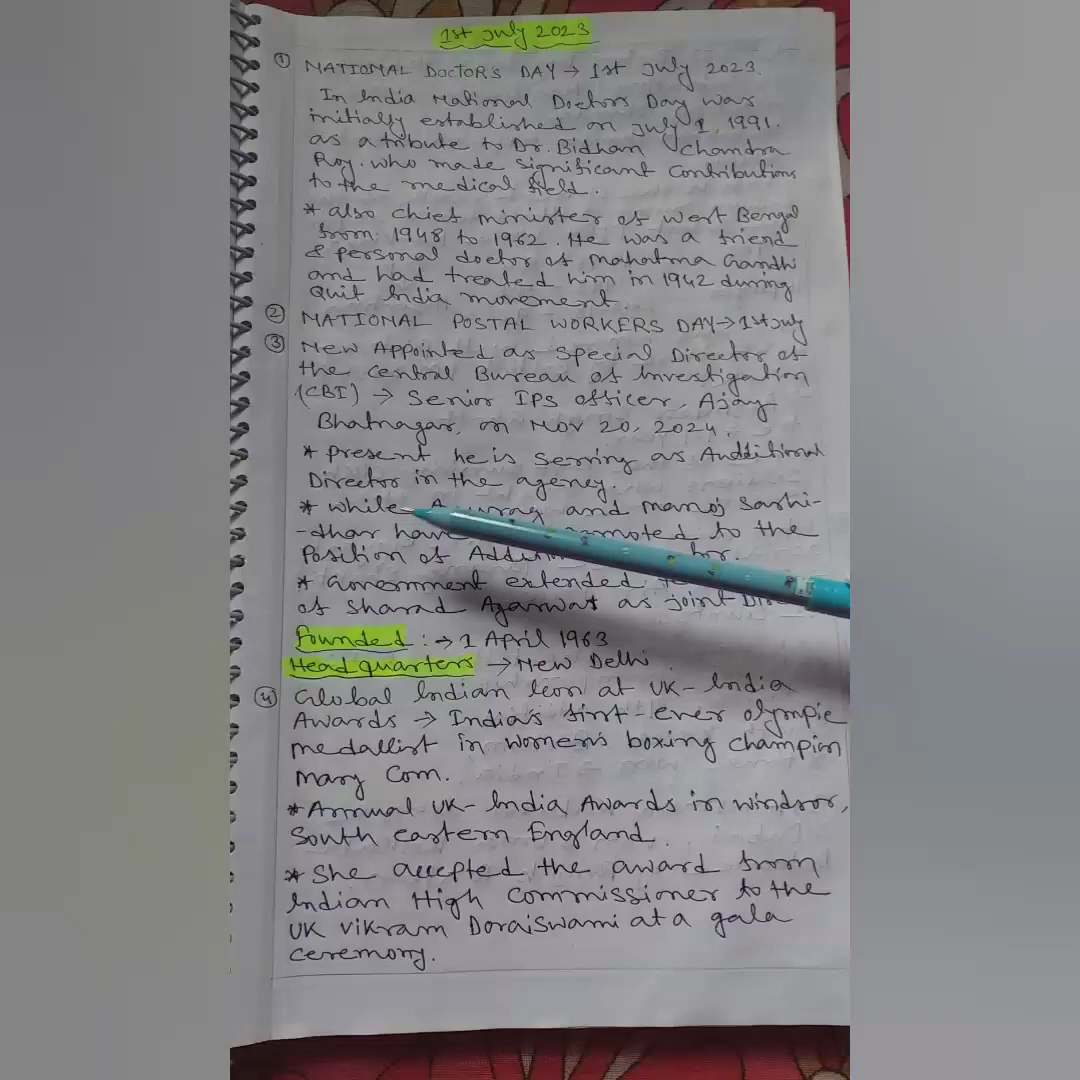 1st July 2023
① NATIONAL DOCTOR'S DAY → 1st July 2023.
In India National Doctors Day was
initially established on July 1, 1991.
as a tribute to Dr. Bidhan Chandra
Roy. who made significant contributions
to the medical field.
* also chief minister of West Bengal
from 1948 to 1962. He was a friend
& personal doctor of mahatma Gandhi
and had treated him in 1942 during
Quit India movement.
② NATIONAL POSTAL WORKERS DAY → 1st July
③ New Appointed as Special Director of
the Central Bureau of Investigation
(CBI) → Senior IPS officer, Ajay
Bhatnagar, on Nov 20, 2024.
* present he is serving as Audditional
Director in the agency.
* while and manoj Sashi-
-dhar have to the
Position of
* Government extended
of Sharad Agarwal as joint
Founded :→ 1 April 1963
Headquarters → New Delhi
④ Global Indian Icon at UK-India
Awards → India's first-ever olympic
medallist in women's boxing champion
mary Com.
* Annual UK-India Awards in windsor,
South eastern England.
* She accepted the award from
Indian High Commissioner to the
UK Vikram Doraiswami at a gala
ceremony.